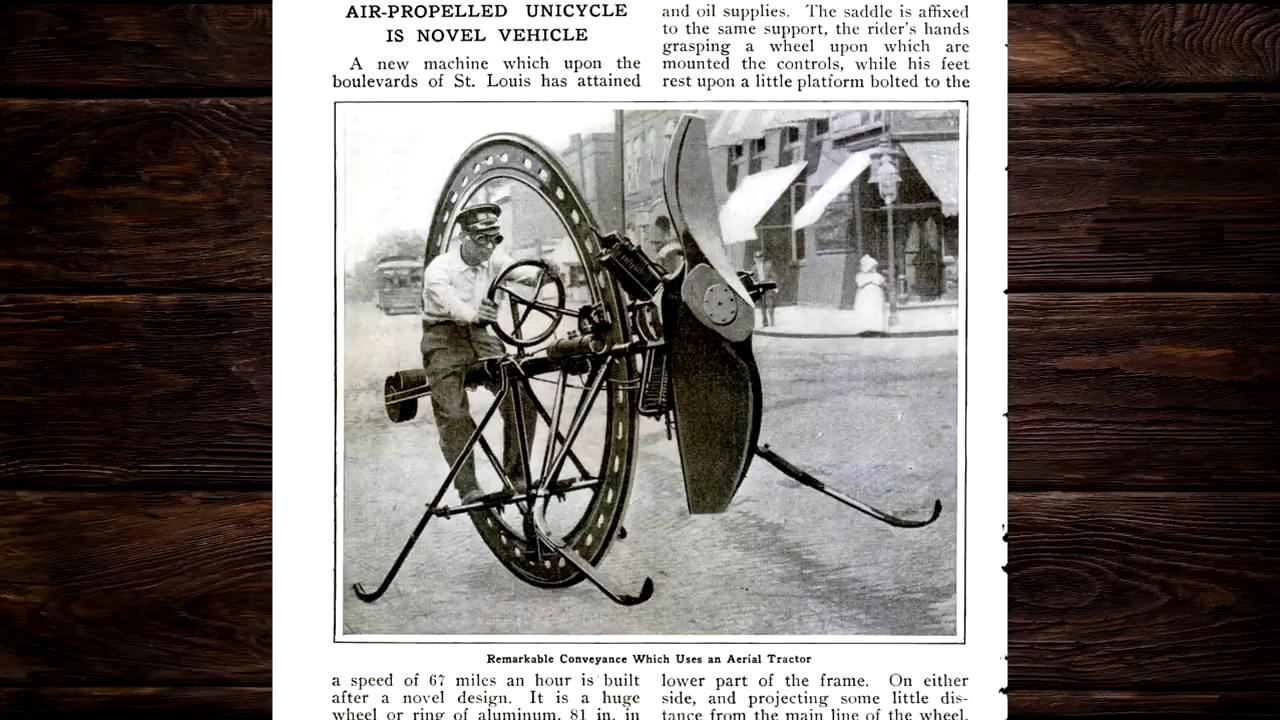 AIR-PROPELLED UNICYCLE
IS NOVEL VEHICLE
A new machine which upon the
boulevards of St. Louis has attained
a speed of 67 miles an hour is built
after a novel design. It is a huge
wheel or ring of aluminum, 81 in. in
and oil supplies. The saddle is affixed
to the same support, the rider's hands
grasping a wheel upon which are
mounted the controls, while his feet
rest upon a little platform bolted to the
lower part of the frame. On either
side, and projecting some little dis-
tance from the main line of the wheel,
Remarkable Conveyance Which Uses an Aerial Tractor